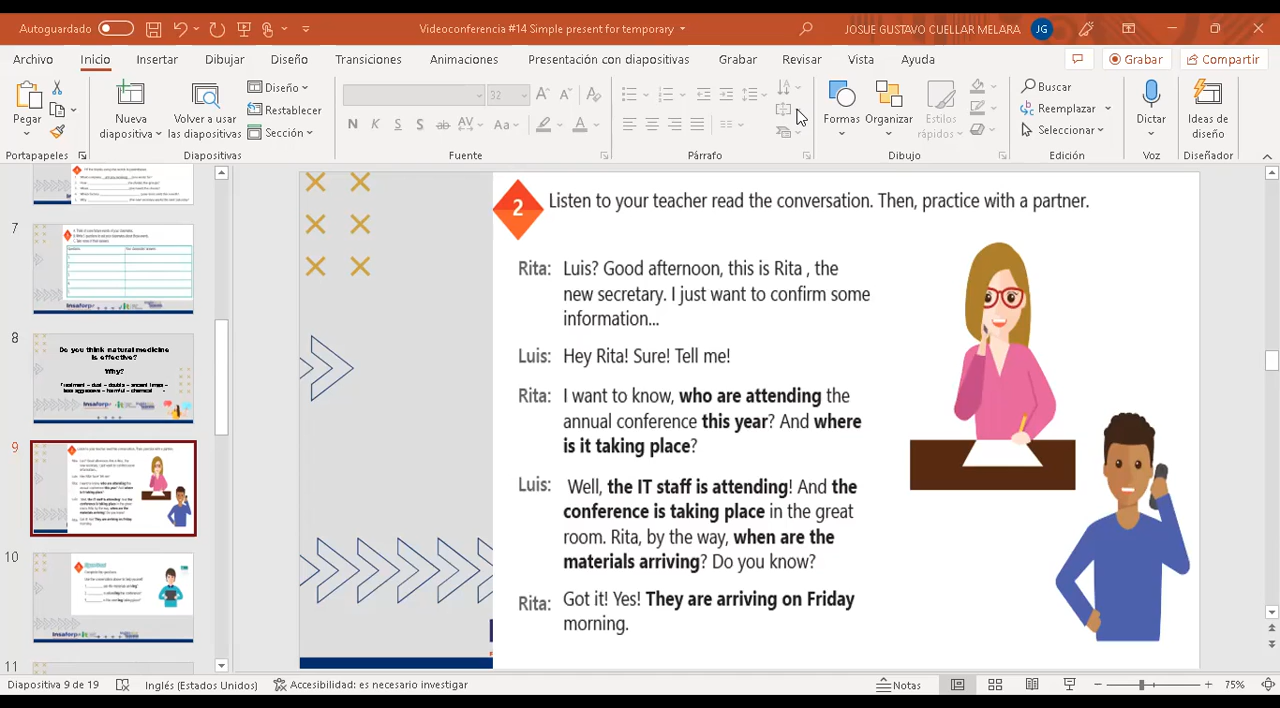 Autoguardado
Videoconferencia #14 Simple present for temporary
JOSUE GUSTAVO CUELLAR MELARA
JG
Archivo
Inicio
Insertar
Dibujar
Diseño
Transiciones
Animaciones
Presentación con diapositivas
Grabar
Revisar
Vista
Ayuda
Grabar
Compartir
Pegar
Nueva
diapositiva
Volver a usar
las diapositivas
Diseño
Restablecer
Sección
32
N K S S ab AV Aa A
Formas
Organizar
Estilos
rápidos
Buscar
Reemplazar
Seleccionar
Dictar
Ideas de
diseño
Portapapeles
Diapositivas
Fuente
Párrafo
Dibujo
Edición
Voz
Diseñador
7
8
Do you think natural medicine
is effective?
Why?
9
10
11
2
Listen to your teacher read the conversation. Then, practice with a partner.
Rita: Luis? Good afternoon, this is Rita , the
new secretary. I just want to confirm some
information...
Luis: Hey Rita! Sure! Tell me!
Rita: I want to know, who are attending the
annual conference this year? And where
is it taking place?
Luis: Well, the IT staff is attending! And the
conference is taking place in the great
room. Rita, by the way, when are the
materials arriving? Do you know?
Rita: Got it! Yes! They are arriving on Friday
morning.
Diapositiva 9 de 19
Inglés (Estados Unidos)
Accesibilidad: es necesario investigar
Notas
75%